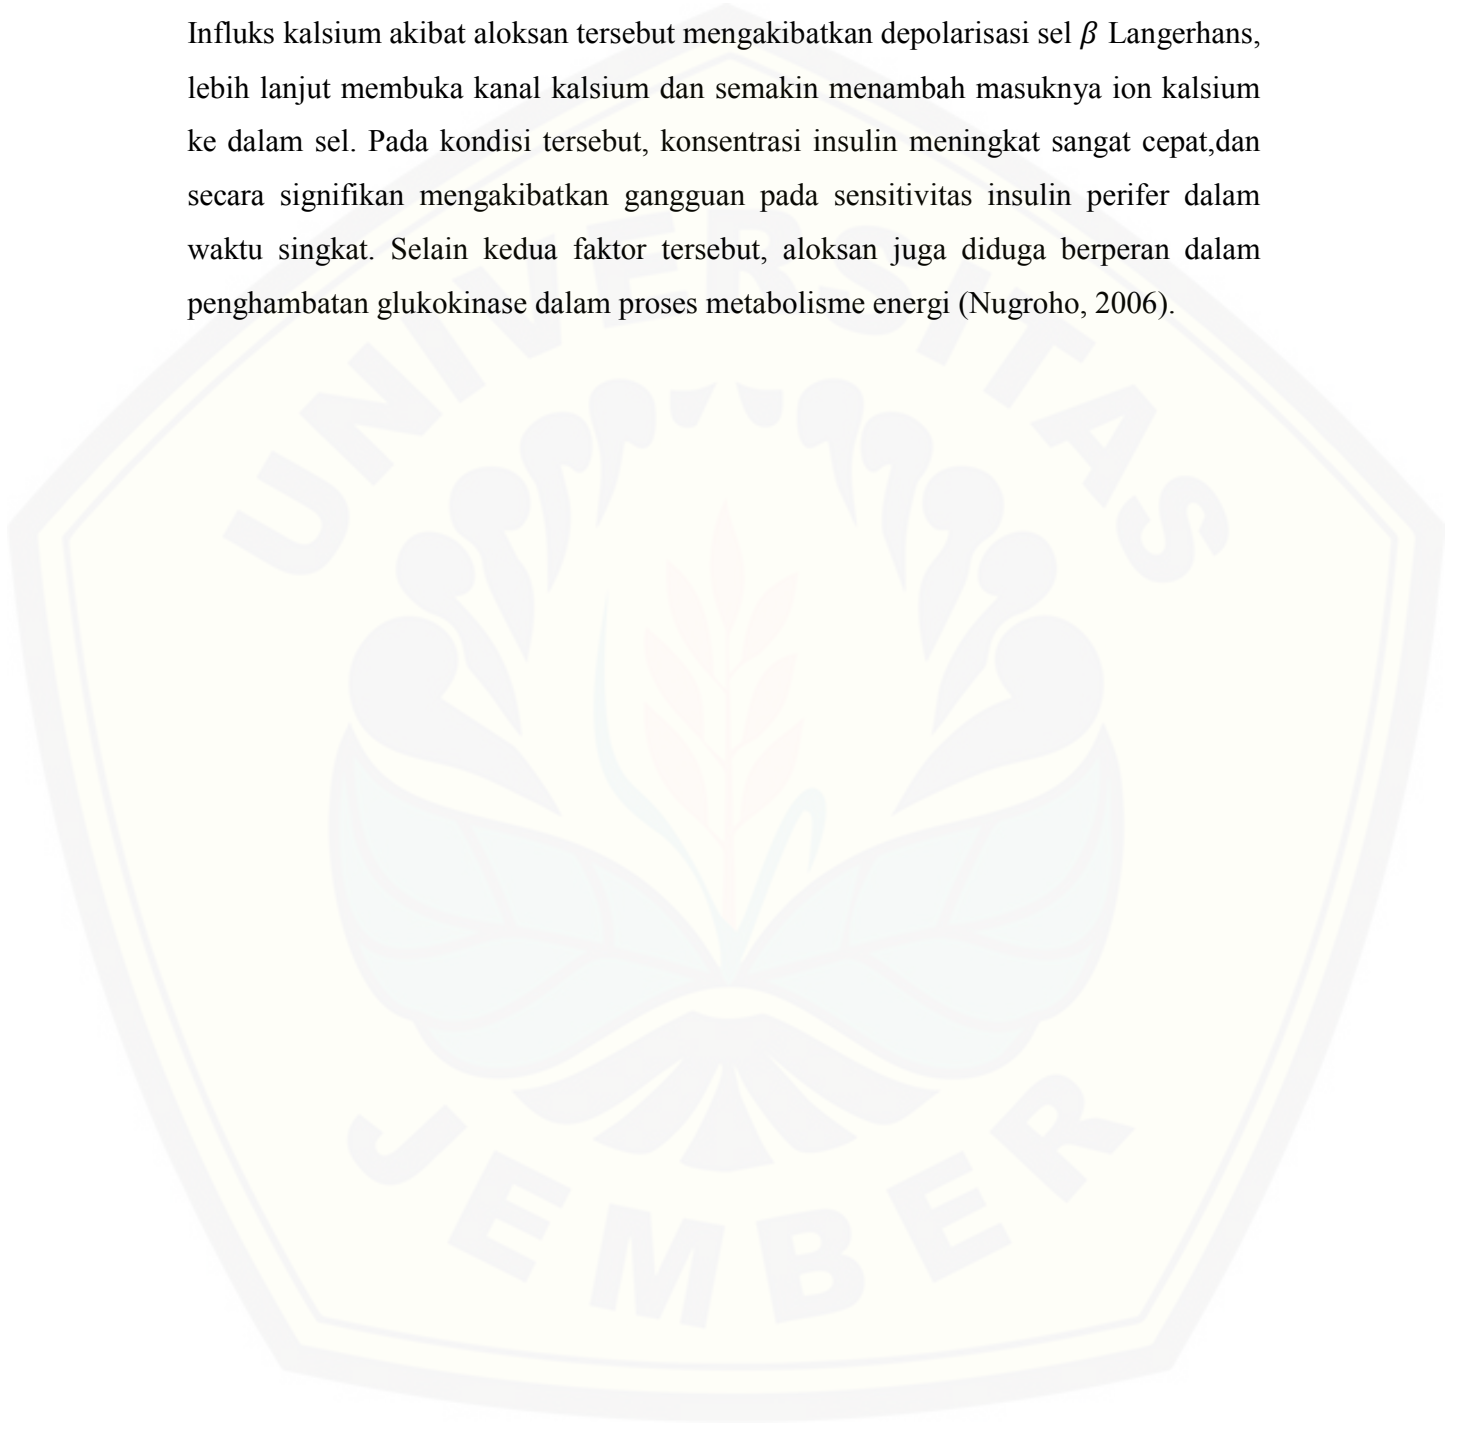 Influks kalsium akibat aloksan tersebut mengakibatkan depolarisasi sel β Langerhans,
lebih lanjut membuka kanal kalsium dan semakin menambah masuknya ion kalsium
ke dalam sel. Pada kondisi tersebut, konsentrasi insulin meningkat sangat cepat,dan
secara signifikan mengakibatkan gangguan pada sensitivitas insulin perifer dalam
waktu singkat. Selain kedua faktor tersebut, aloksan juga diduga berperan dalam
penghambatan glukokinase dalam proses metabolisme energi (Nugroho, 2006).
UNIVERSITAS
JEMBER